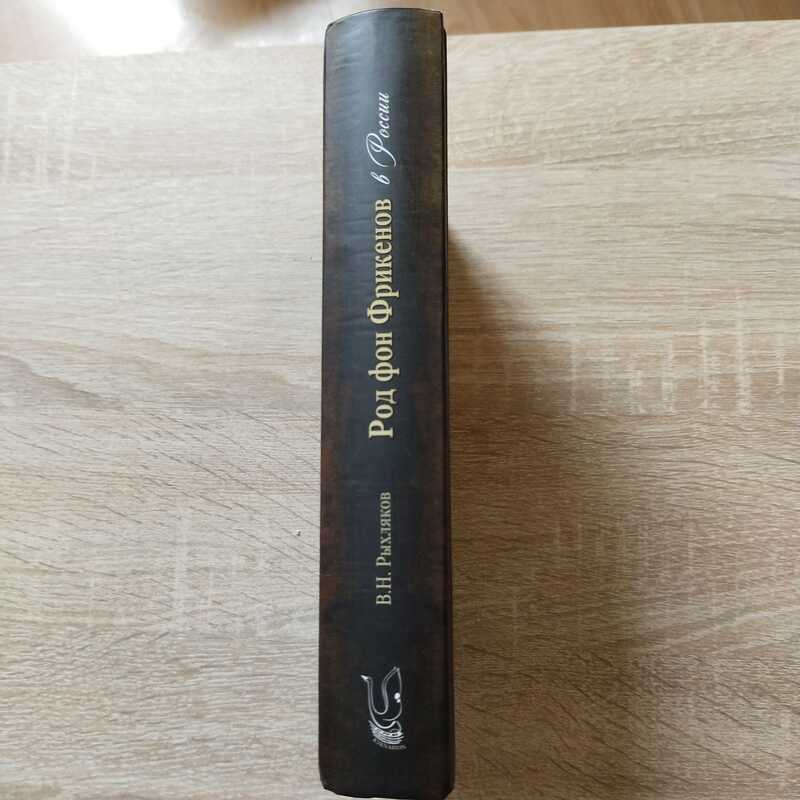 В.Н. Рыхляков
Род фон Фрикенов в России